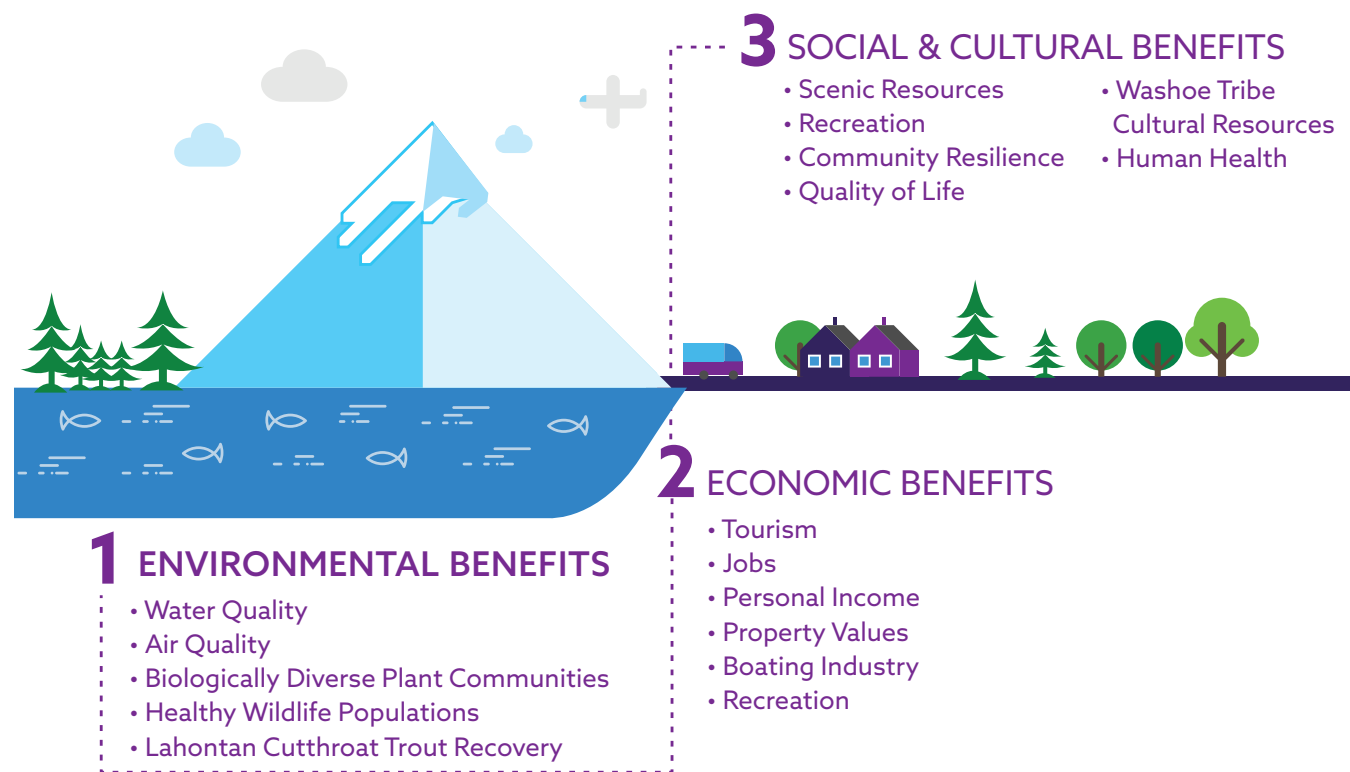 1 ENVIRONMENTAL BENEFITS
• Water Quality
• Air Quality
• Biologically Diverse Plant Communities
• Healthy Wildlife Populations
• Lahontan Cutthroat Trout Recovery
2 ECONOMIC BENEFITS
• Tourism
• Jobs
• Personal Income
• Property Values
• Boating Industry
• Recreation
3 SOCIAL & CULTURAL BENEFITS
• Scenic Resources
• Recreation
• Community Resilience
• Quality of Life
• Washoe Tribe
Cultural Resources
• Human Health